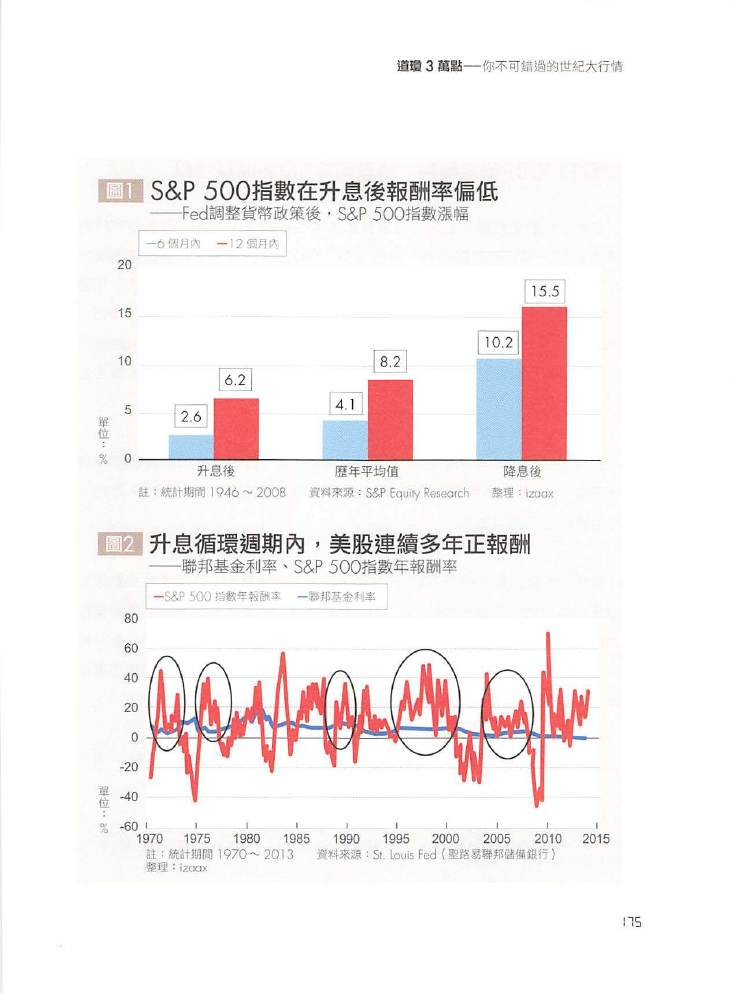 道瓊 3 萬點──你不可錯過的世紀大行情
圖1 S&P 500指數在升息後報酬率偏低
──Fed調整貨幣政策後，S&P 500指數漲幅
6 個月內 12 個月內
20
15
10
5
0
單位：%
2.6
6.2
4.1
8.2
10.2
15.5
升息後 歷年平均值 降息後
註：統計期間 1946～2008 資料來源：S&P Equity Research 整理：izaax
圖2 升息循環週期內，美股連續多年正報酬
──聯邦基金利率、S&P 500指數年報酬率
S&P 500 指數年報酬率 聯邦基金利率
80
60
40
20
0
-20
-40
-60
單位：%
1970 1975 1980 1985 1990 1995 2000 2005 2010 2015
註：統計期間 1970～2013 資料來源：St. Louis Fed（聖路易聯邦儲備銀行）
整理：izaax
175